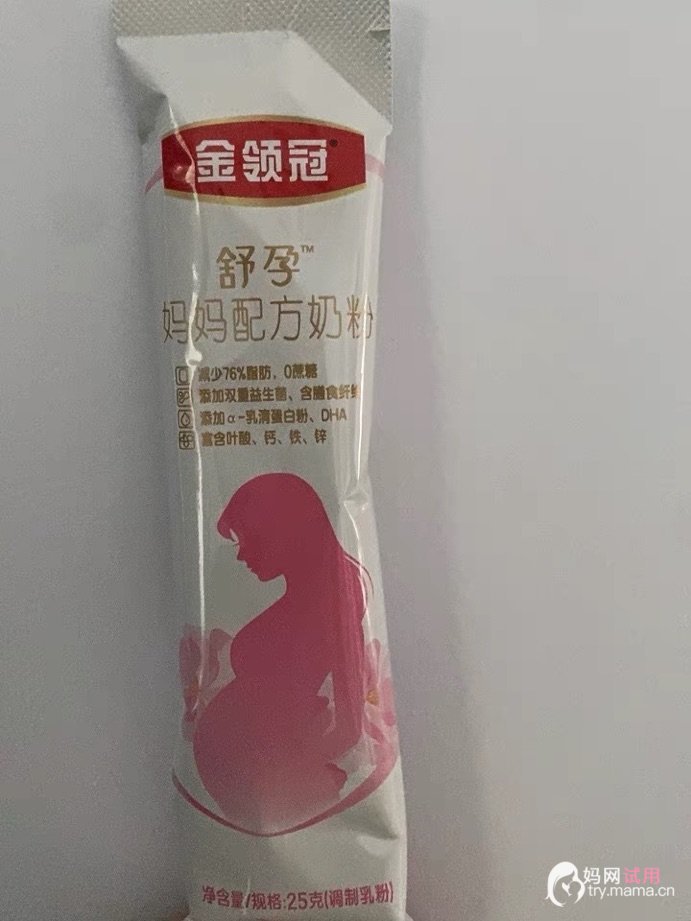 金领冠®
舒孕™
妈妈配方奶粉
减少76%脂肪，0蔗糖
添加双重益生菌、含膳食纤维
添加α-乳清蛋白粉、DHA
富含叶酸、钙、铁、锌
净含量/规格:25克(调制乳粉)
妈网试用
try.mama.cn